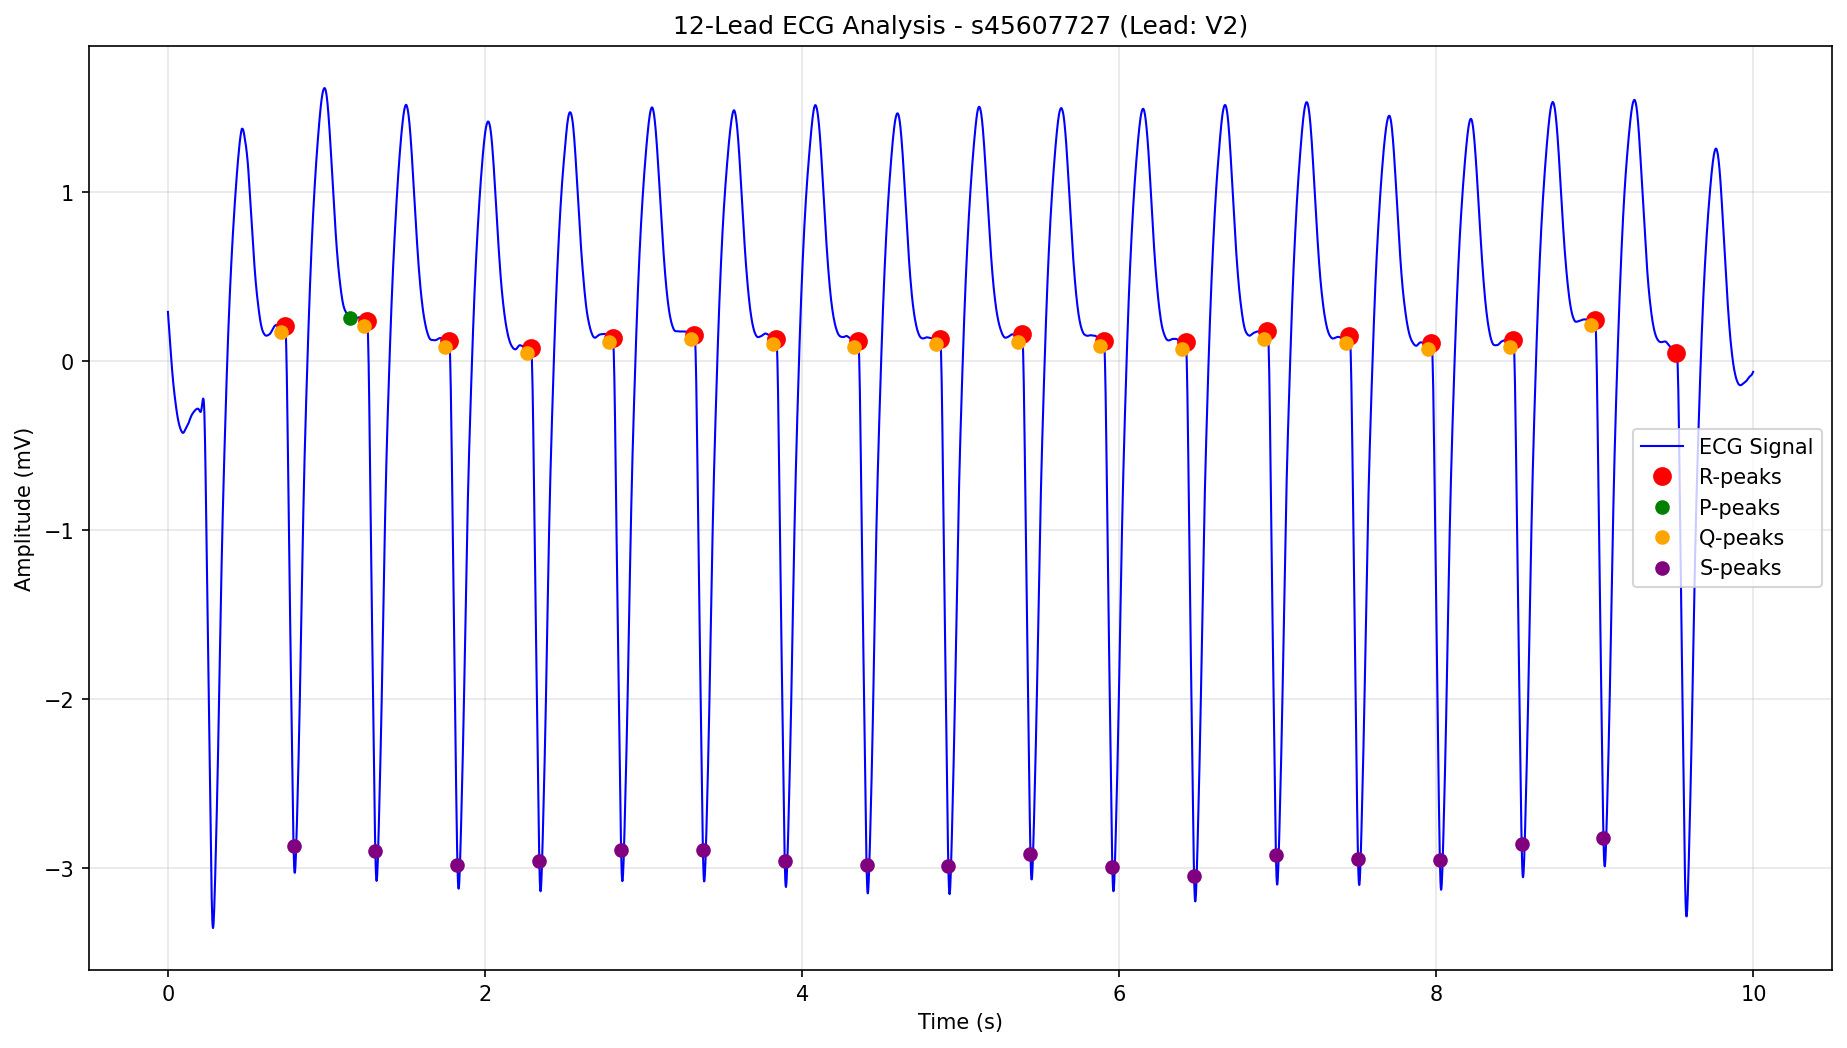 12-Lead ECG Analysis - s45607727 (Lead: V2)
Amplitude (mV)
1
0
−1
−2
−3
ECG Signal
R-peaks
P-peaks
Q-peaks
S-peaks
0
2
4
6
8
10
Time (s)